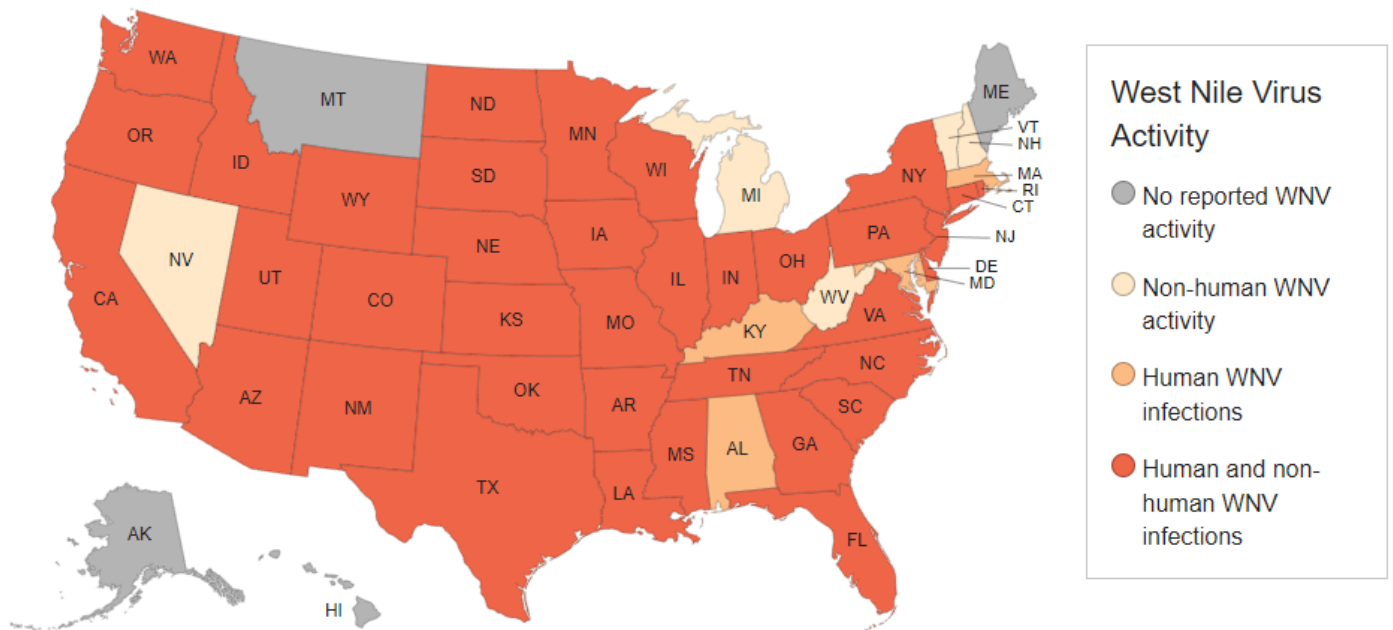 WA
MT
ND
MN
ME
VT
NH
OR
ID
SD
WI
NY
MA
RI
CT
WY
MI
IA
NE
PA
NJ
NV
UT
CO
IL
IN
OH
DE
MD
CA
KS
MO
WV
VA
KY
AZ
NM
OK
AR
TN
NC
SC
MS
AL
GA
TX
LA
FL
AK
HI
West Nile Virus
Activity
No reported WNV
activity
Non-human WNV
activity
Human WNV
infections
Human and non-
human WNV
infections